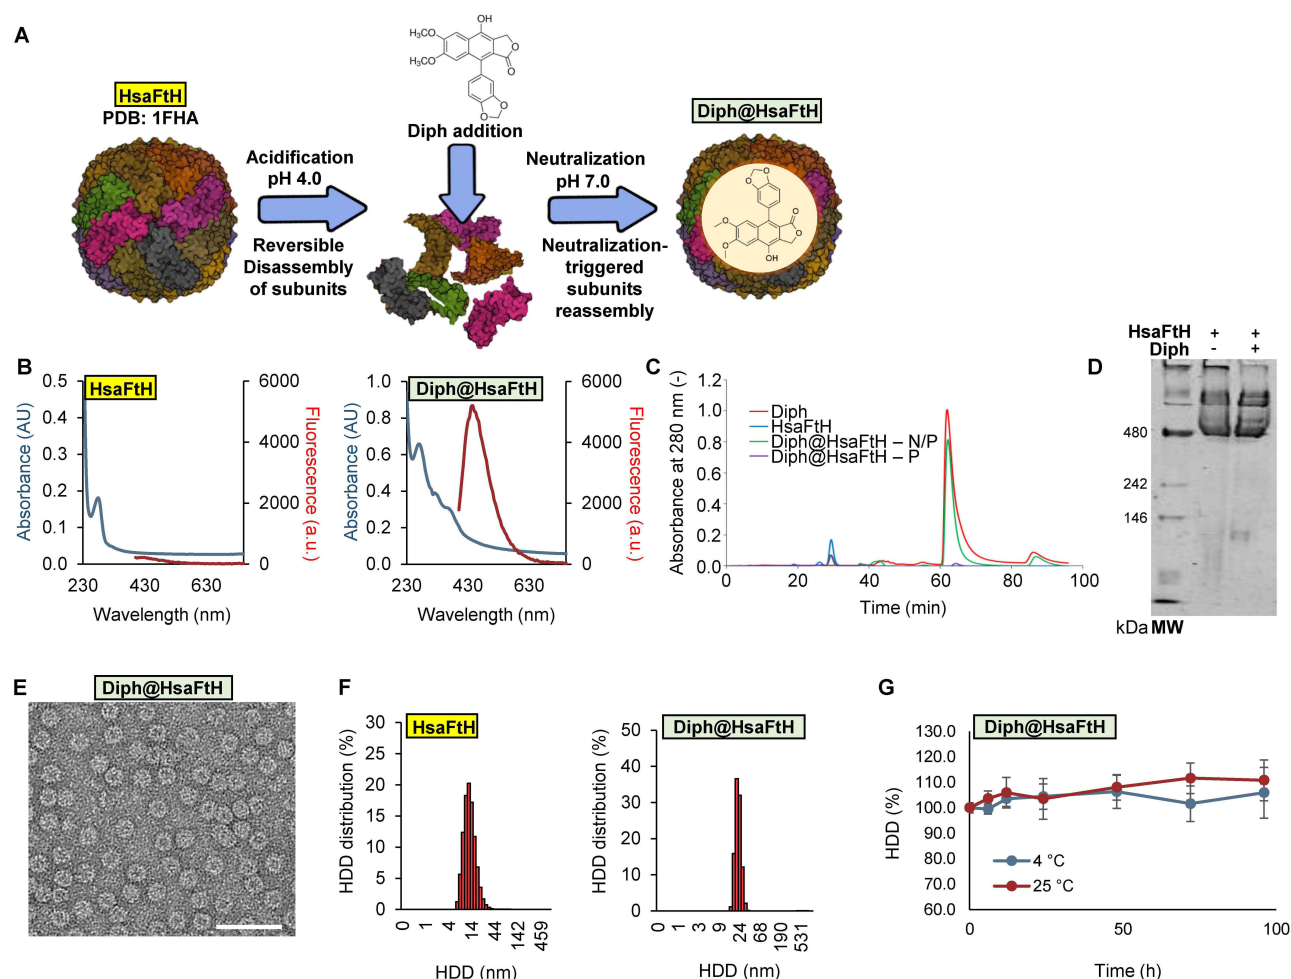 A
HsaFtH
PDB: 1FHA
Acidification
pH 4.0
Reversible
Disassembly
of subunits
OH
H₃CO
H₃CO
O
O
O
O
Diph addition
Neutralization
pH 7.0
Neutralization-
triggered
subunits
reassembly
Diph@HsaFtH
O
O
O
O
O
O
OH
B
HsaFtH
Absorbance (AU)
0.5
0.4
0.3
0.2
0.1
0.0
6000
4000
2000
0
Fluorescence (a.u.)
230 430 630
Wavelength (nm)
Diph@HsaFtH
Absorbance (AU)
1.0
0.8
0.6
0.4
0.2
0.0
6000
4000
2000
0
Fluorescence (a.u.)
230 430 630
Wavelength (nm)
C
Absorbance at 280 nm (-)
1.2
1.0
0.8
0.6
0.4
0.2
0
Diph
HsaFtH
Diph@HsaFtH – N/P
Diph@HsaFtH – P
0 20 40 60 80 100
Time (min)
D
HsaFtH + +
Diph - +
480
242
146
kDa MW
E
Diph@HsaFtH
F
HsaFtH
HDD distribution (%)
30
25
20
15
10
5
0
0 1 4 14 44 142 459
HDD (nm)
Diph@HsaFtH
HDD distribution (%)
50
40
30
20
10
0
0 1 3 9 24 68 190 531
HDD (nm)
G
Diph@HsaFtH
HDD (%)
130.0
120.0
110.0
100.0
90.0
80.0
70.0
60.0
4 °C
25 °C
0 50 100
Time (h)